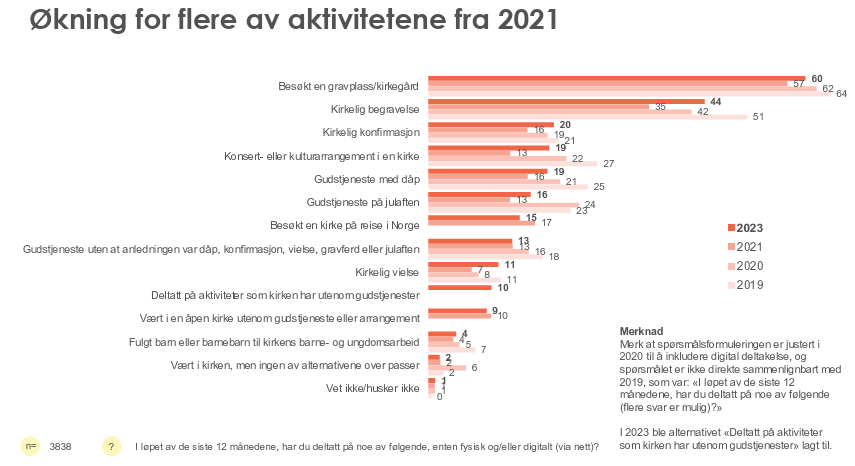 Økning for flere av aktivitetene fra 2021
Besøkt en gravplass/kirkegård
60
57
62
64
Kirkelig begravelse
44
35
42
51
Kirkelig konfirmasjon
20
16
19
21
Konsert- eller kulturarrangement i en kirke
19
13
22
27
Gudstjeneste med dåp
19
16
21
25
Gudstjeneste på julaften
16
13
24
23
Besøkt en kirke på reise i Norge
15
17
Gudstjeneste uten at anledningen var dåp, konfirmasjon, vielse, gravferd eller julaften
13
13
16
18
Kirkelig vielse
11
7
8
11
Deltatt på aktiviteter som kirken har utenom gudstjenester
10
Vært i en åpen kirke utenom gudstjeneste eller arrangement
9
10
Fulgt barn eller barnebarn til kirkens barne- og ungdomsarbeid
4
4
5
7
Vært i kirken, men ingen av alternativene over passer
2
2
6
2
Vet ikke/husker ikke
1
1
1
0
2023
2021
2020
2019
Merknad
Merk at spørsmålsformuleringen er justert i
2020 til å inkludere digital deltakelse, og
spørsmålet er ikke direkte sammenlignbart med
2019, som var: «I løpet av de siste 12
månedene, har du deltatt på noe av følgende
(flere svar er mulig)?»
I 2023 ble alternativet «Deltatt på aktiviteter
som kirken har utenom gudstjenester» lagt til.
n= 3838
? I løpet av de siste 12 månedene, har du deltatt på noe av følgende, enten fysisk og/eller digitalt (via nett)?